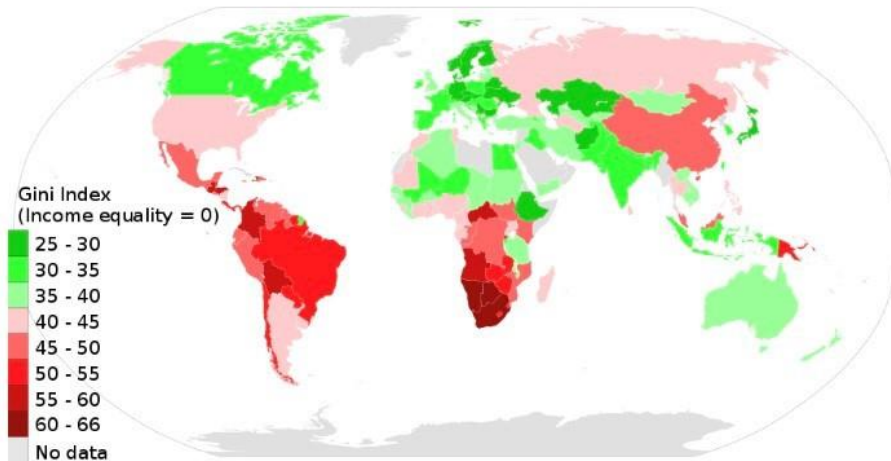 Gini Index
(Income equality = 0)
25 - 30
30 - 35
35 - 40
40 - 45
45 - 50
50 - 55
55 - 60
60 - 66
No data